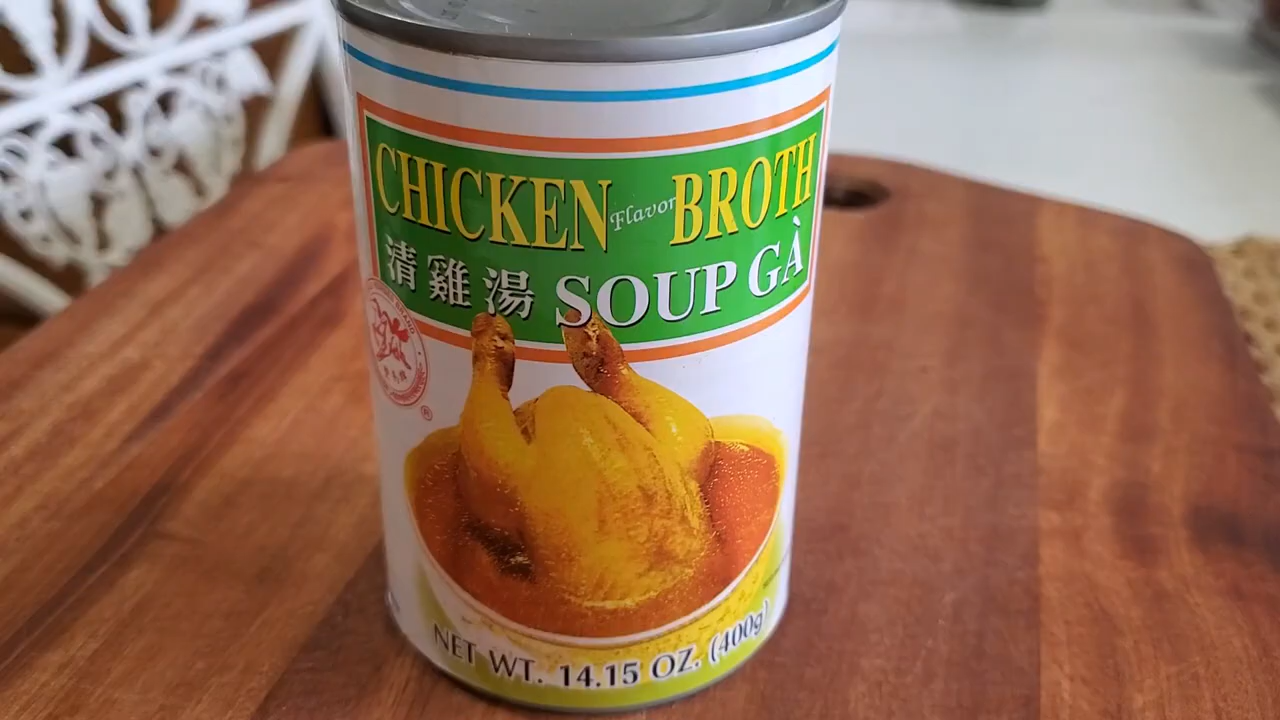 CHICKEN Flavor BROTH
清雞湯 SOUP GÀ
®
NET WT. 14.15 OZ. (400g)